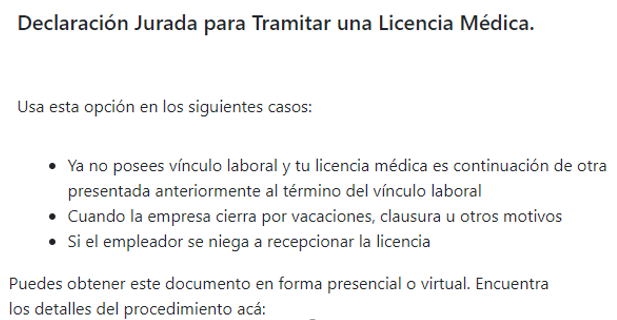 Declaración Jurada para Tramitar una Licencia Médica.
Usa esta opción en los siguientes casos:
• Ya no posees vínculo laboral y tu licencia médica es continuación de otra
presentada anteriormente al término del vínculo laboral
• Cuando la empresa cierra por vacaciones, clausura u otros motivos
• Si el empleador se niega a recepcionar la licencia
Puedes obtener este documento en forma presencial o virtual. Encuentra
los detalles del procedimiento acá: